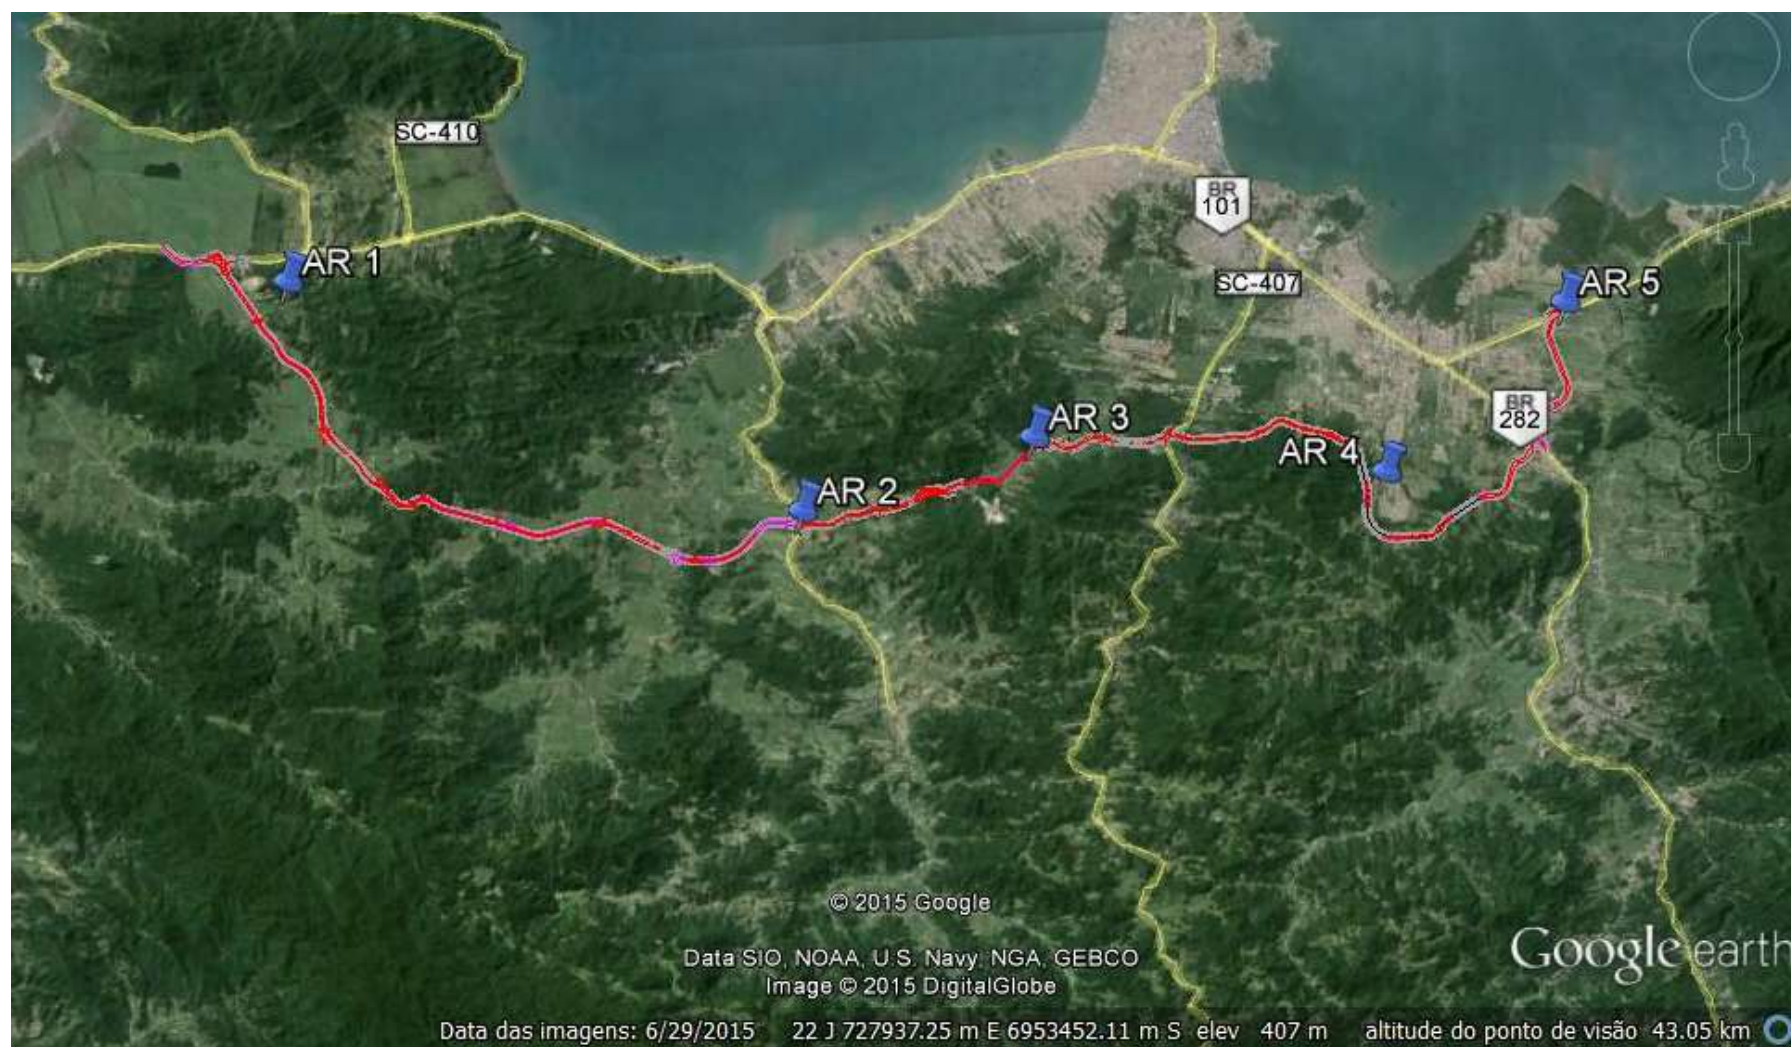 SC-410
BR
101
AR 1
SC-407
AR 5
AR 3
BR
282
AR 4
AR 2
© 2015 Google
Data SIO, NOAA, U.S. Navy, NGA, GEBCO
Image © 2015 DigitalGlobe
Google earth
Data das imagens: 6/29/2015 22 J 727937.25 m E 6953452.11 m S elev 407 m altitude do ponto de visão 43.05 km